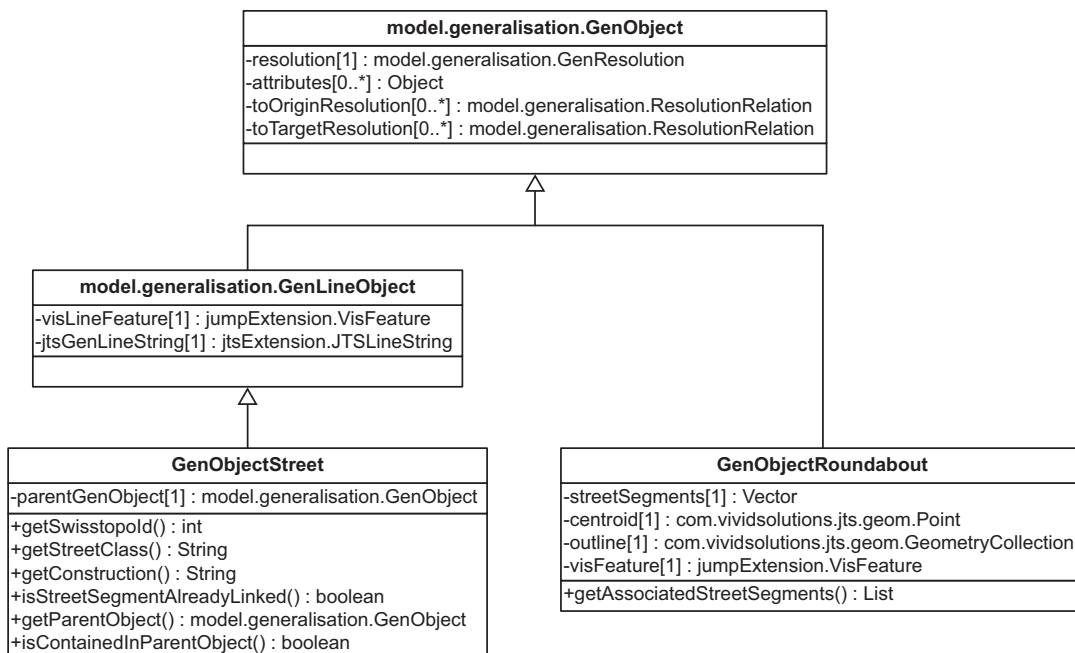 model.generalisation.GenObject
-resolution[1] : model.generalisation.GenResolution
-attributes[0..*] : Object
-toOriginResolution[0..*] : model.generalisation.ResolutionRelation
-toTargetResolution[0..*] : model.generalisation.ResolutionRelation
model.generalisation.GenLineObject
-visLineFeature[1] : jumpExtension.VisFeature
-jtsGenLineString[1] : jtsExtension.JTSLineString
GenObjectStreet
-parentGenObject[1] : model.generalisation.GenObject
+getSwisstopoId() : int
+getStreetClass() : String
+getConstruction() : String
+isStreetSegmentAlreadyLinked() : boolean
+getParentObject() : model.generalisation.GenObject
+isContainedInParentObject() : boolean
GenObjectRoundabout
-streetSegments[1] : Vector
-centroid[1] : com.vividsolutions.jts.geom.Point
-outline[1] : com.vividsolutions.jts.geom.GeometryCollection
-visFeature[1] : jumpExtension.VisFeature
+getAssociatedStreetSegments() : List